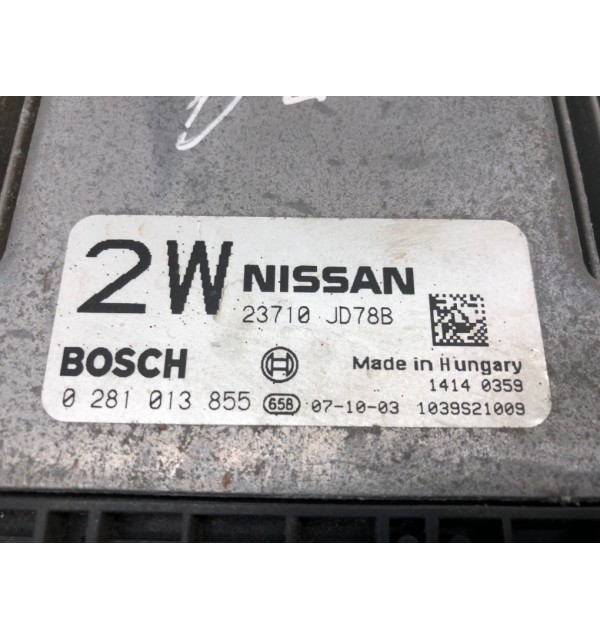 2W NISSAN
23710 JD78B
BOSCH
Made in Hungary
1414 0359
0 281 013 855 658 07-10-03 1039S21009